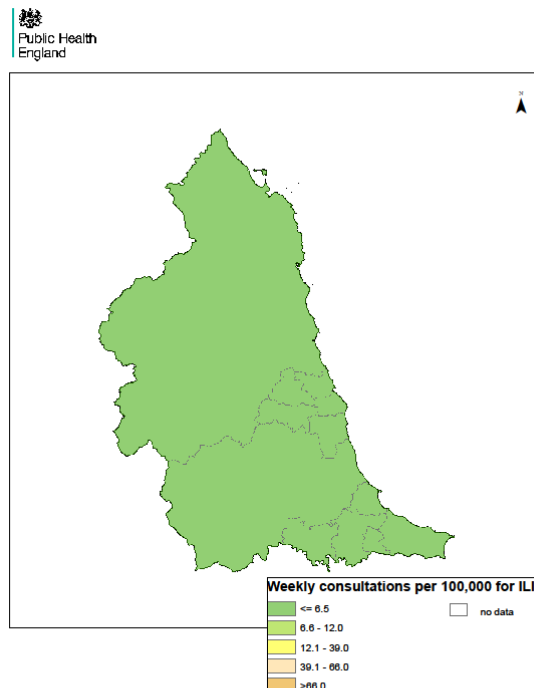 Public Health
England
N
Weekly consultations per 100,000 for ILI
<= 6.5
no data
6.6 - 12.0
12.1 - 39.0
39.1 - 66.0
>66.0